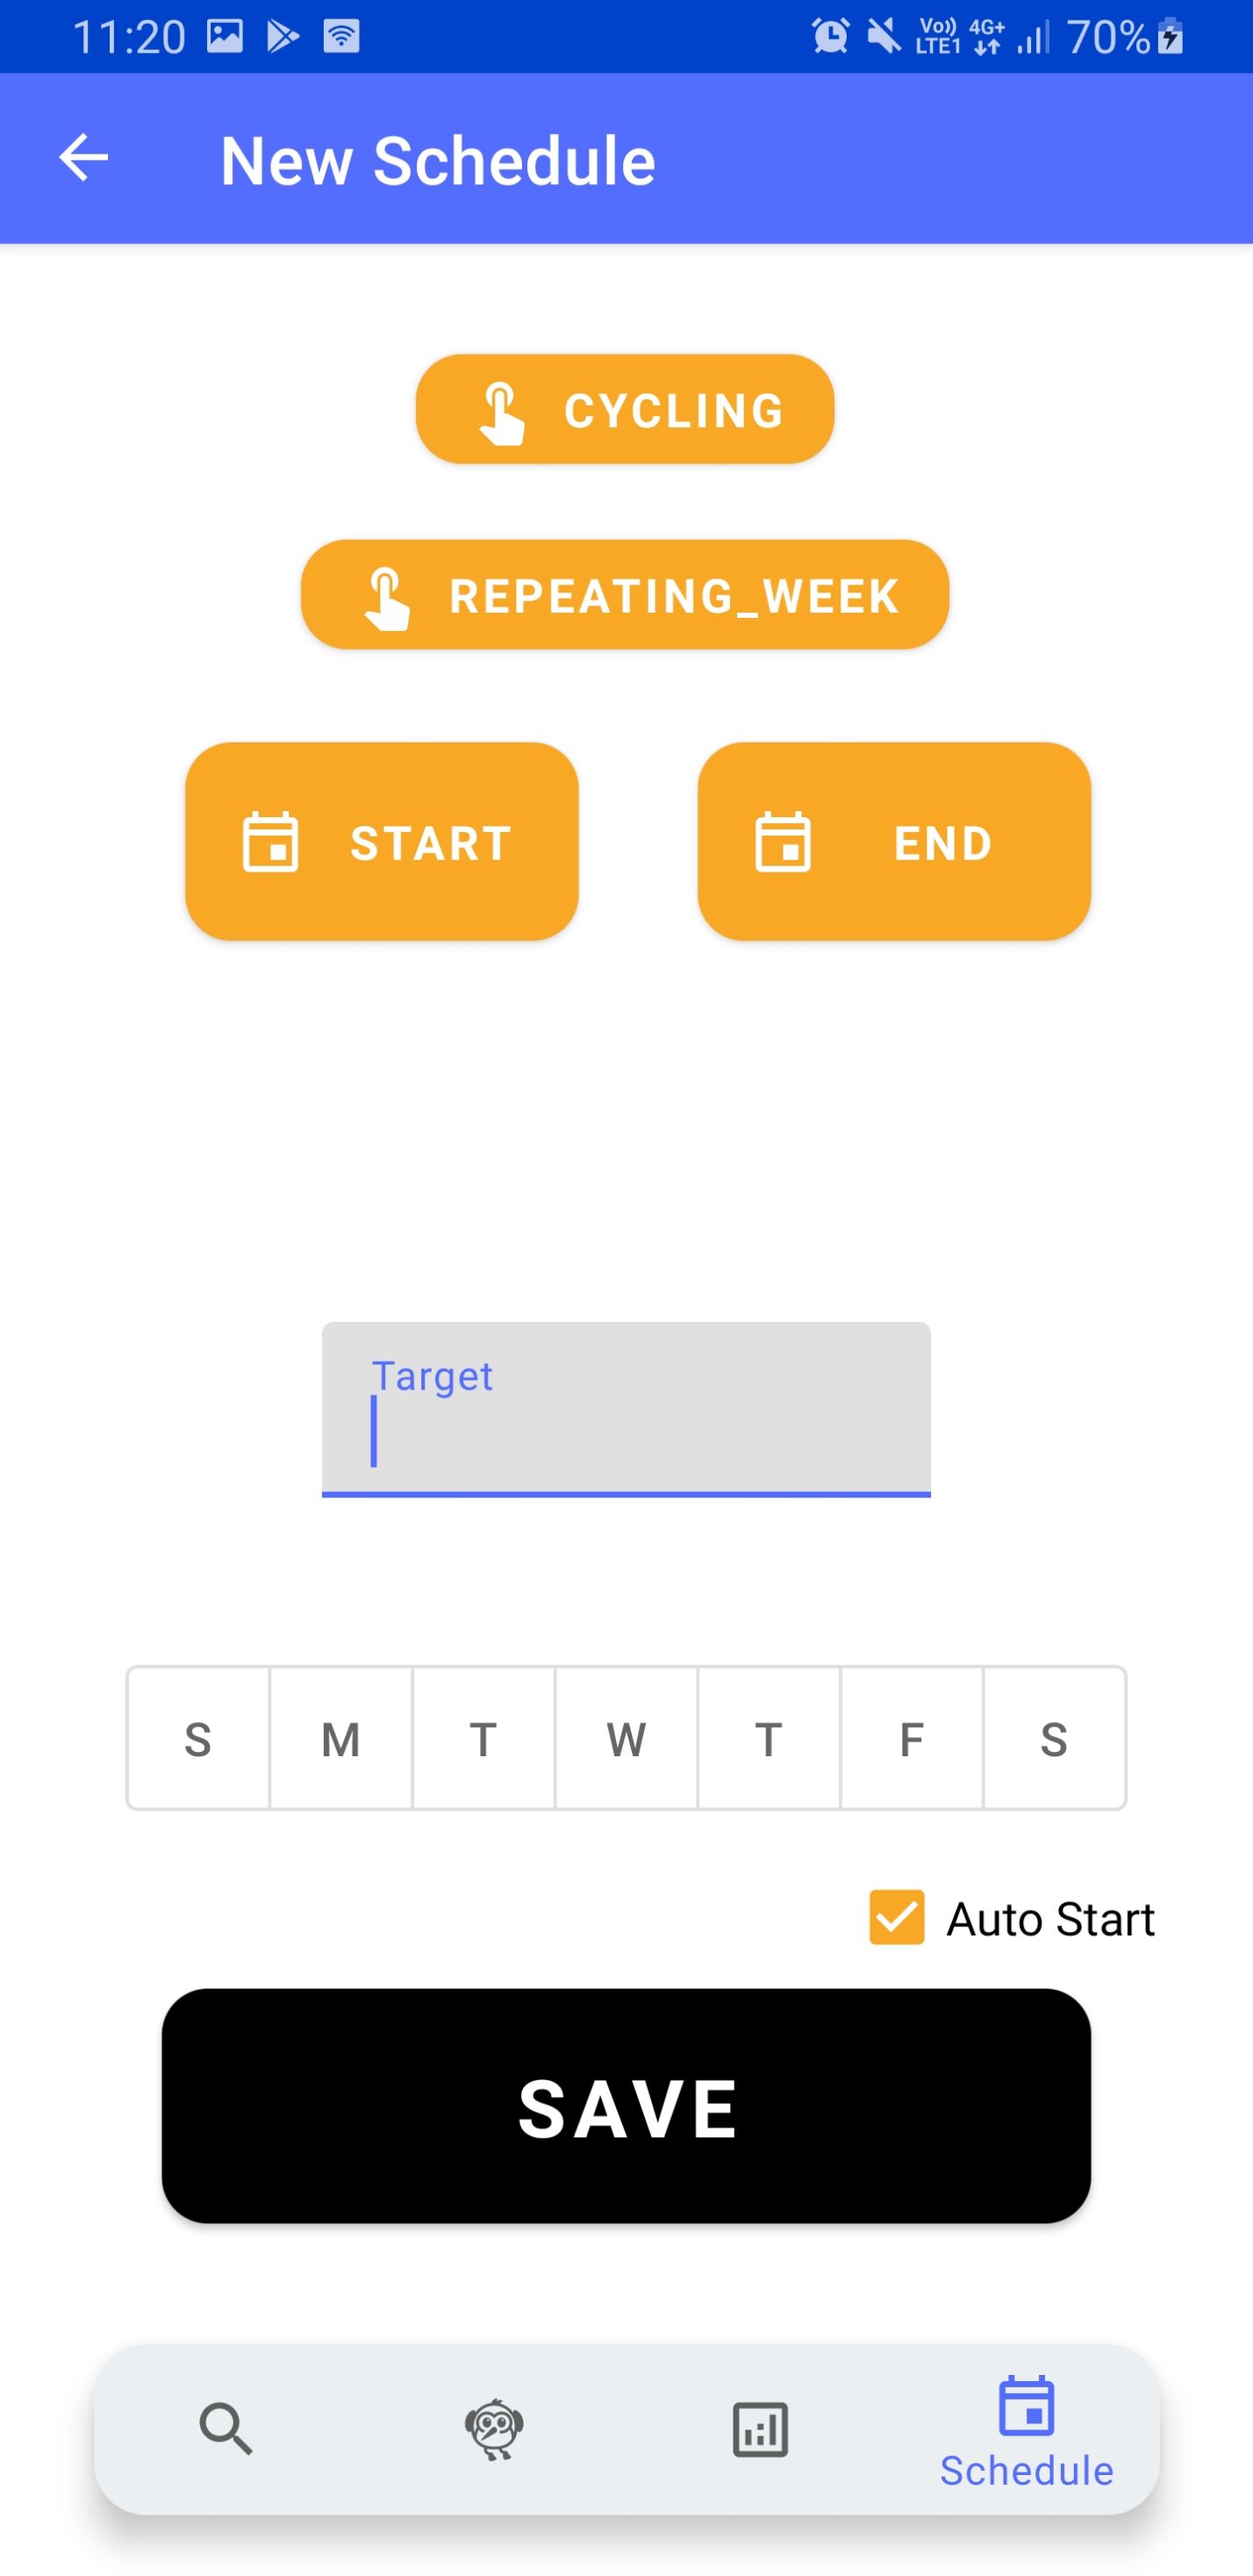 11:20 Vo)) LTE1 4G+ 70%
New Schedule
CYCLING
REPEATING_WEEK
START END
Target
S M T W T F S
Auto Start
SAVE
Schedule